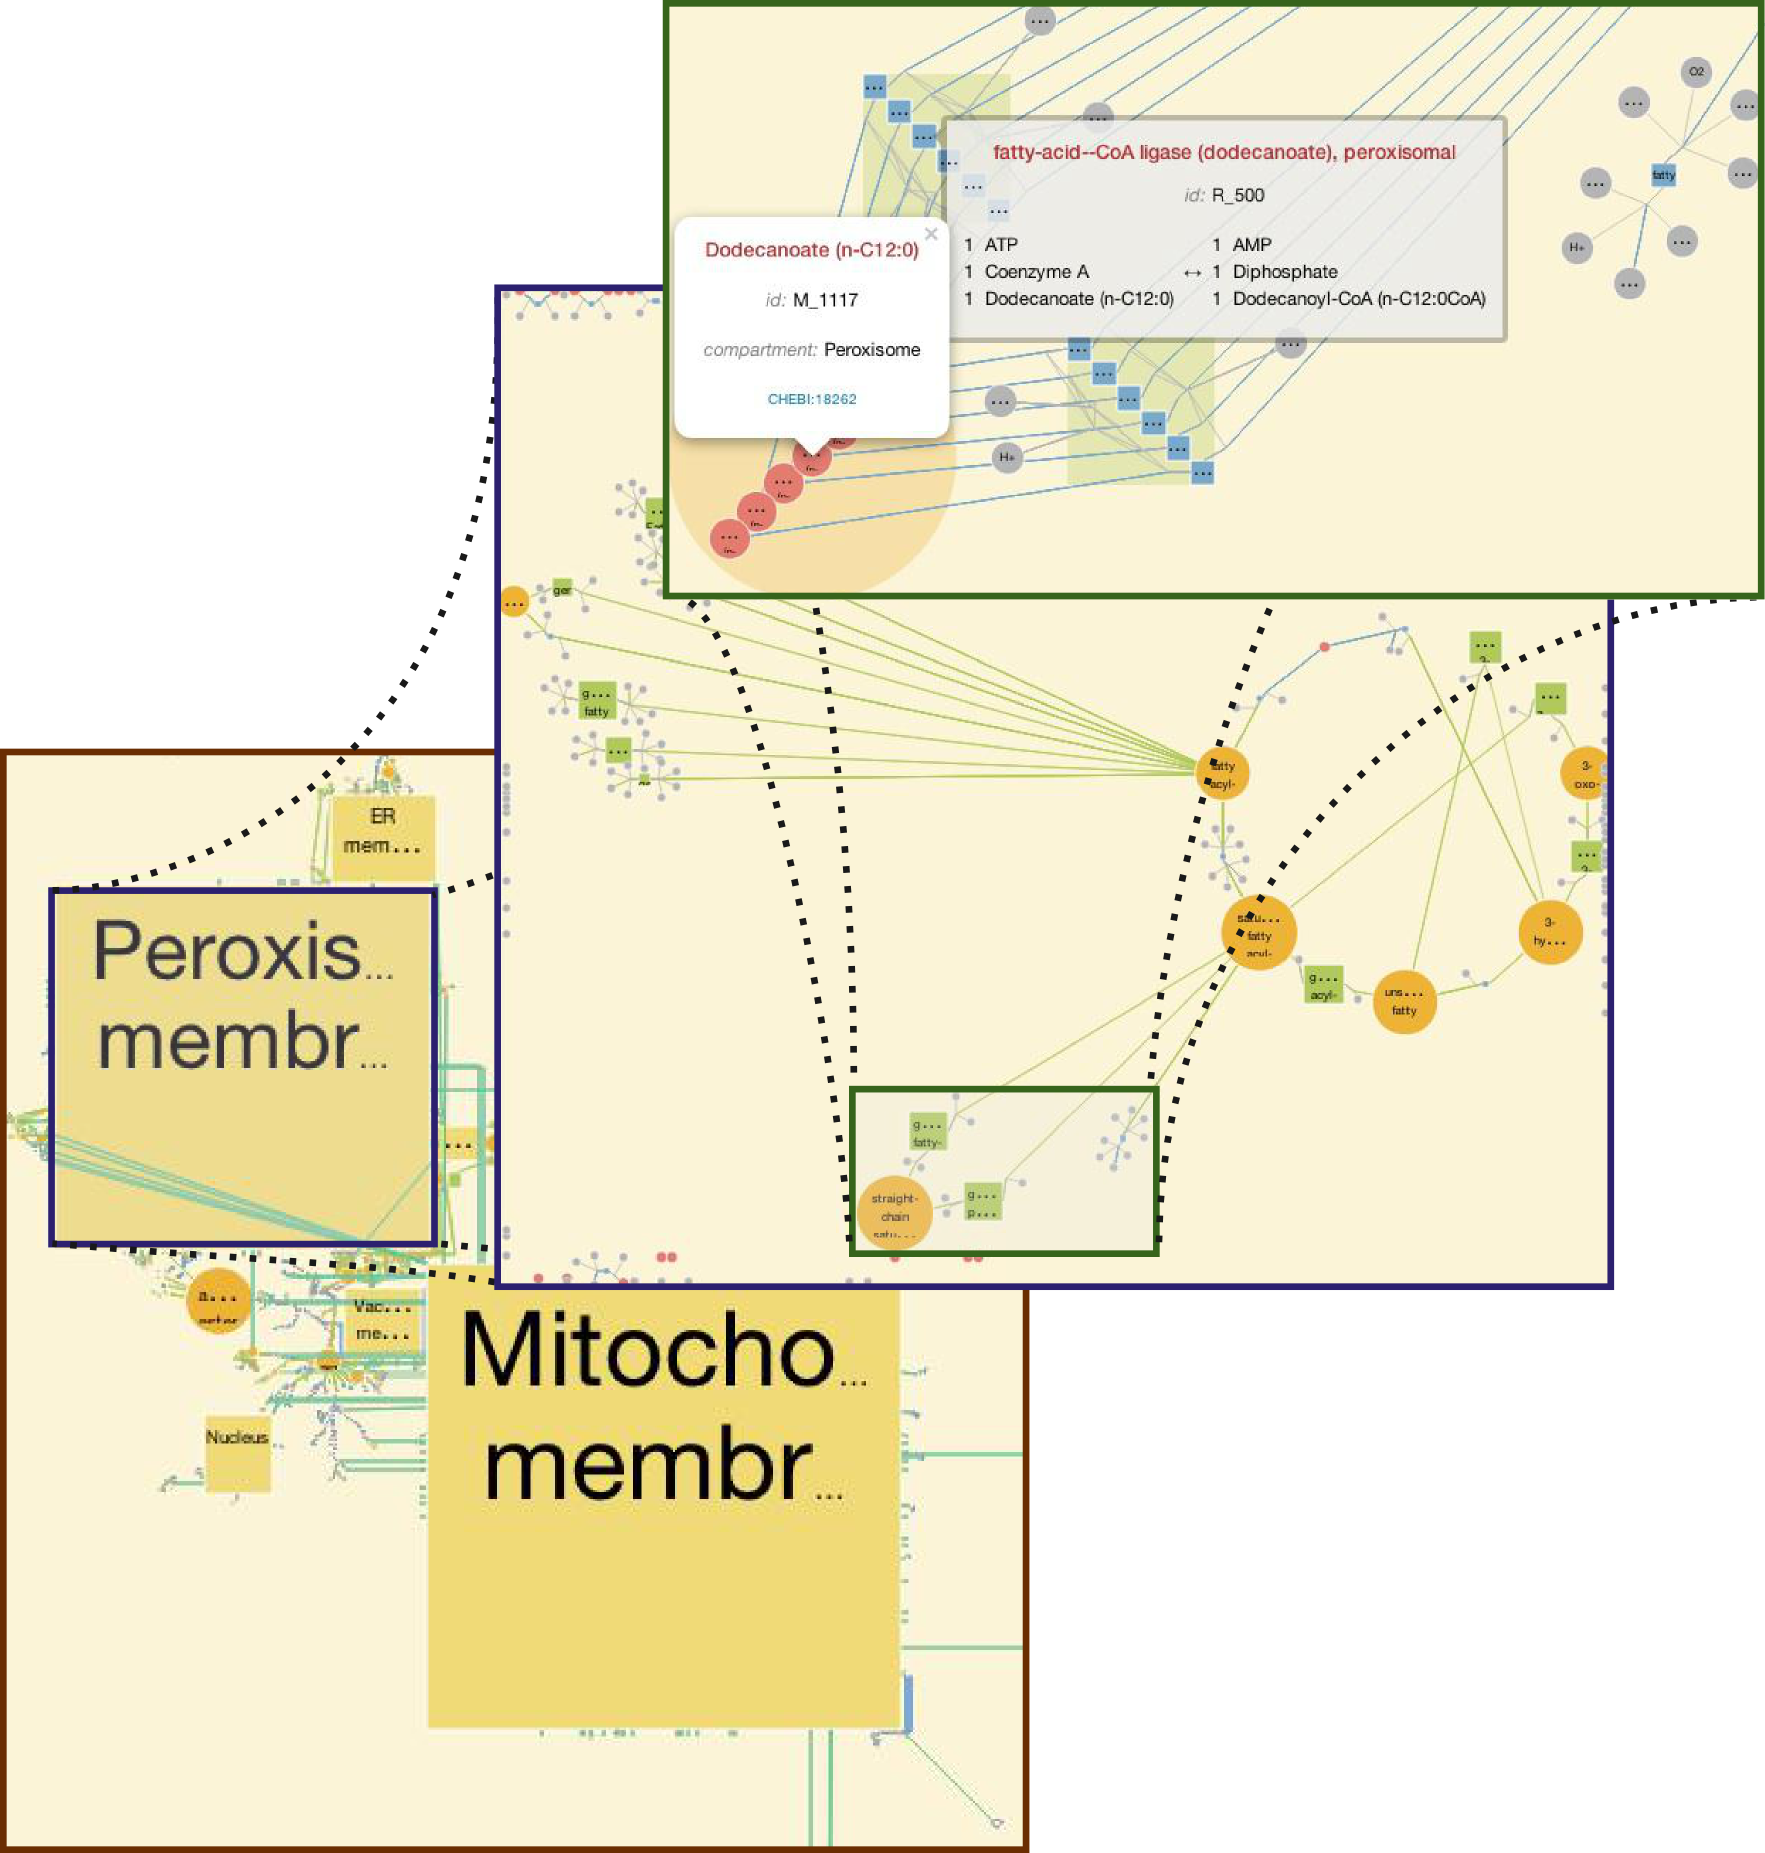 O2
fatty
H+
fatty-acid--CoA ligase (dodecanoate), peroxisomal
id: R_500
1 ATP 1 AMP
1 Coenzyme A ↔ 1 Diphosphate
1 Dodecanoate (n-C12:0) 1 Dodecanoyl-CoA (n-C12:0CoA)
×
Dodecanoate (n-C12:0)
id: M_1117
compartment: Peroxisome
CHEBI:18262
H+
ger
g...
fatty
fatty
acyl-
3-
oxo-
satu...
fatty
acyl-
3-
hy...
g...
acyl-
uns...
fatty
g...
fatty-
straight-
chain
satu...
g...
p...
ER
mem...
Peroxis...
membr...
a...
Vac...
me...
Nucleus
Mitocho...
membr...